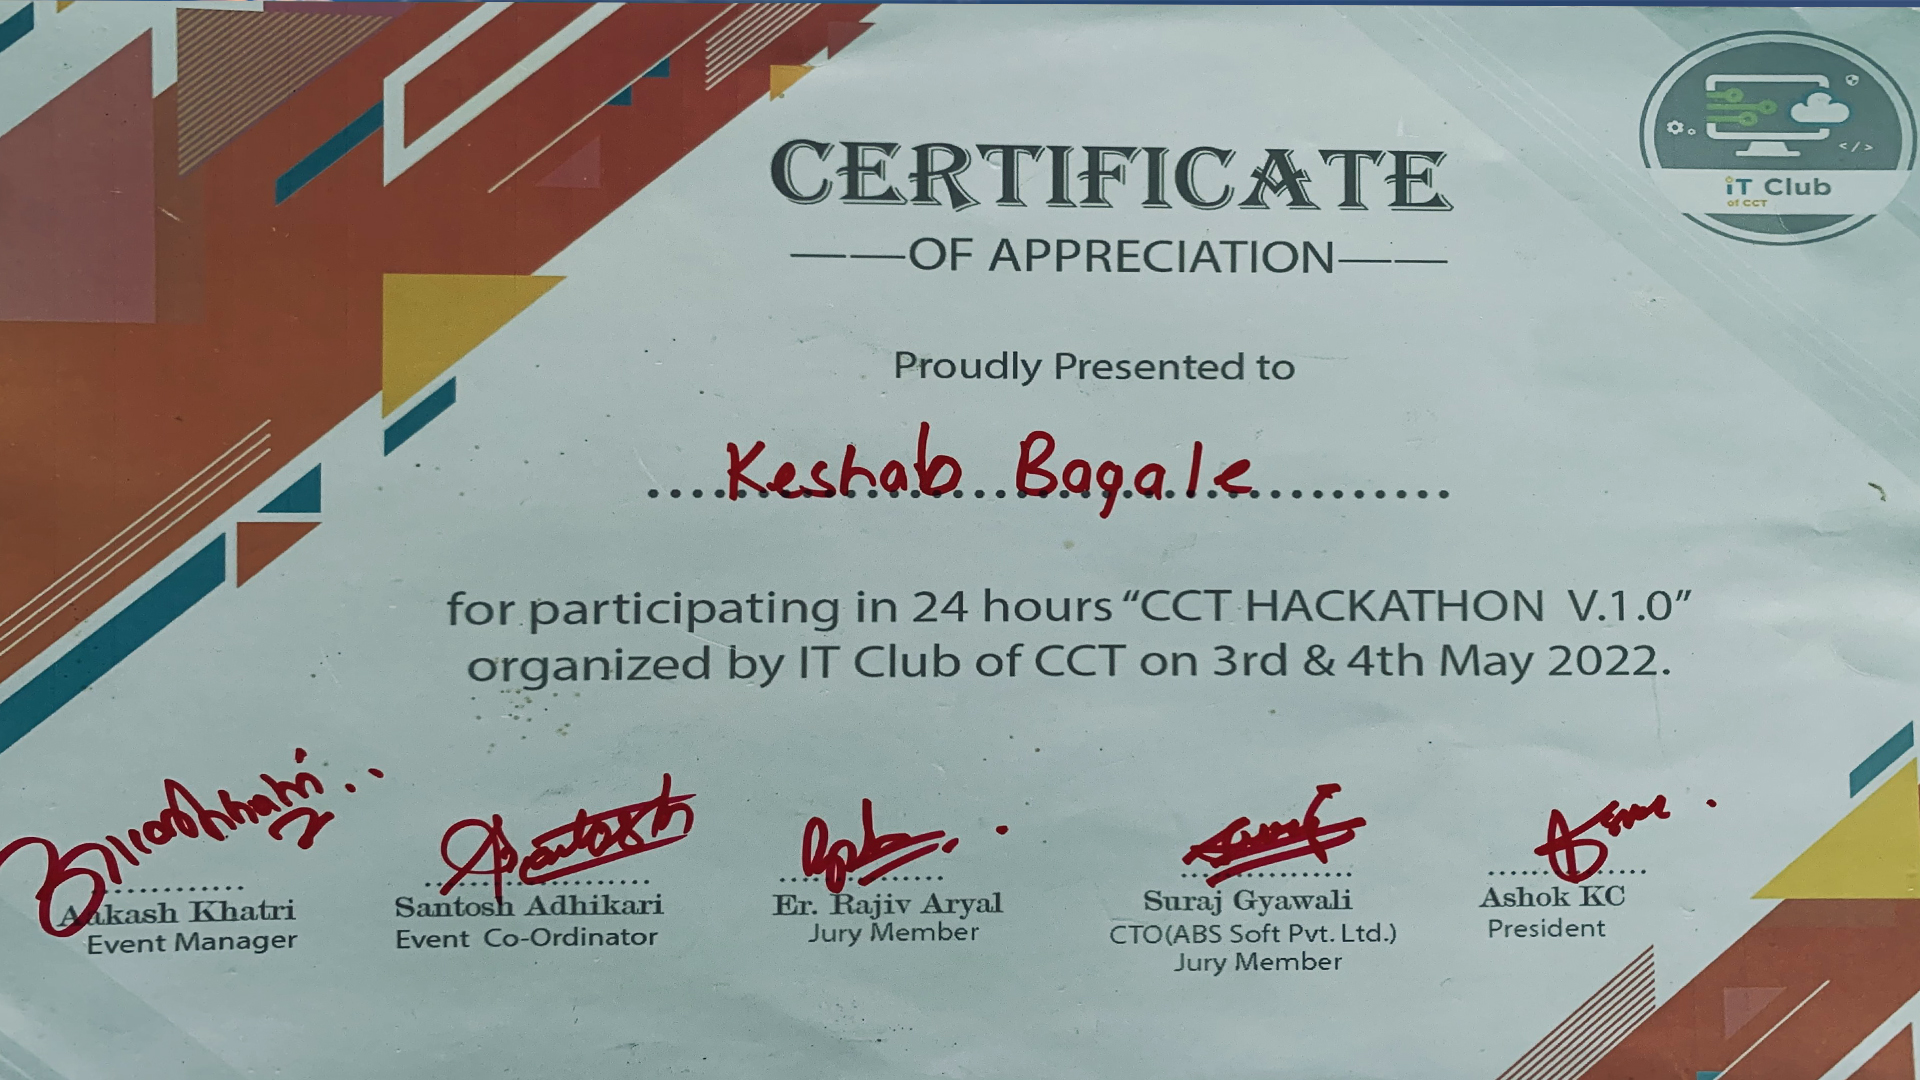 CERTIFICATE
OF APPRECIATION
iT Club
of CCT
</>
Proudly Presented to
Keshab Bagale
for participating in 24 hours “CCT HACKATHON V.1.0”
organized by IT Club of CCT on 3rd & 4th May 2022.
Santosh
Aakash Khatri
Event Manager
Santosh Adhikari
Event Co-Ordinator
Er. Rajiv Aryal
Jury Member
Suraj Gyawali
CTO(ABS Soft Pvt. Ltd.)
Jury Member
Ashok KC
President